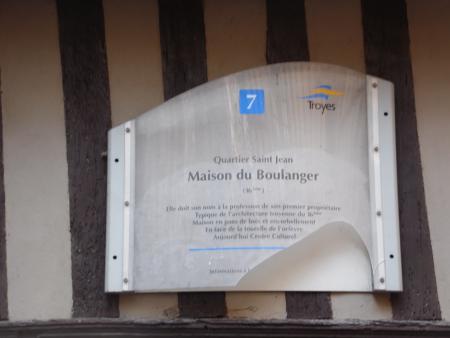 7
Troyes
Quartier Saint Jean
Maison du Boulanger
(16ème)
Elle doit son nom à la profession de son premier propriétaire
Typique de l'architecture troyenne du 16ème
Maison en pans de bois et encorbellement
En face de la tourelle de l'orfèvre
Aujourd'hui Centre Culturel
Informations